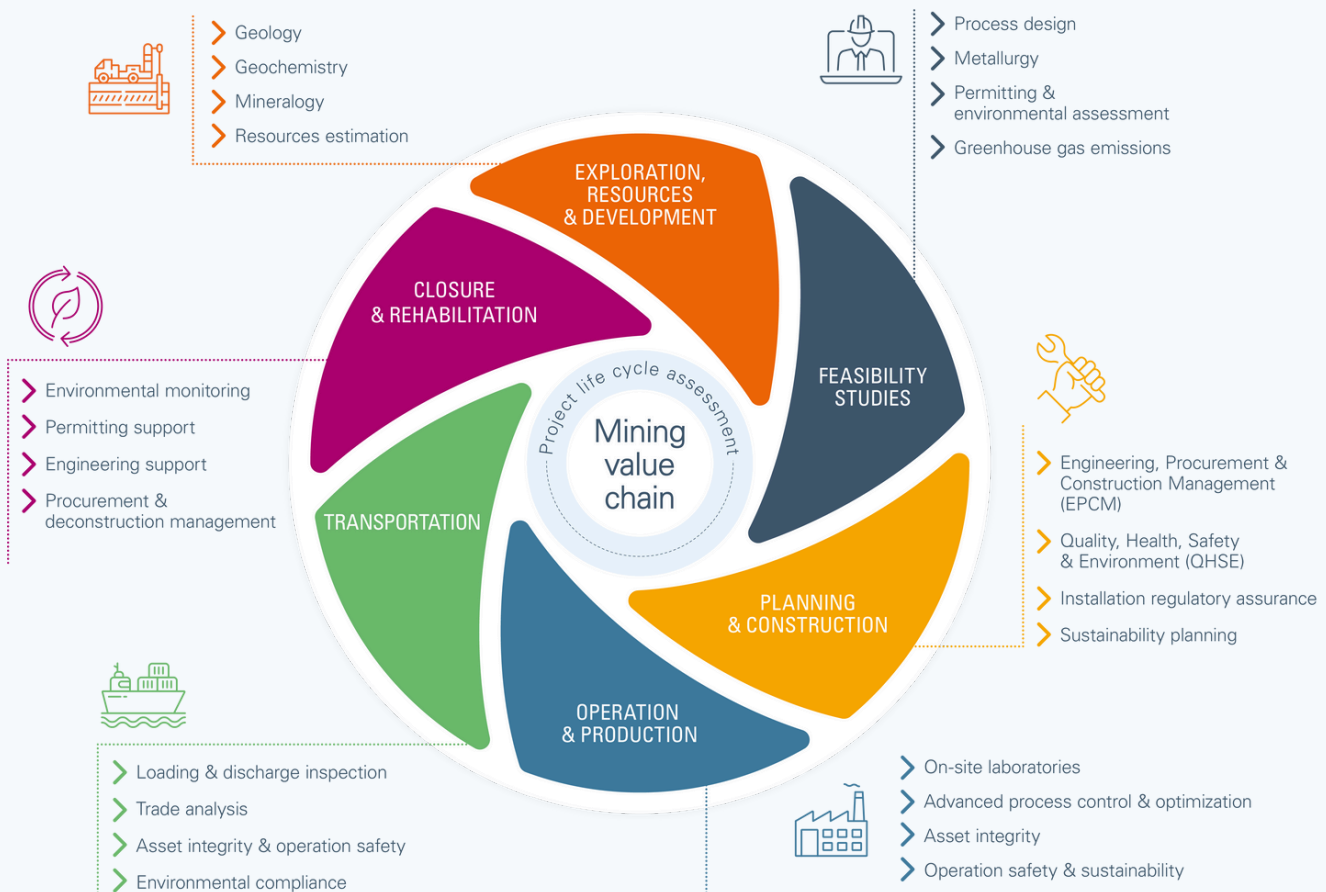 Geology
Geochemistry
Mineralogy
Resources estimation
Process design
Metallurgy
Permitting &
environmental assessment
Greenhouse gas emissions
EXPLORATION,
RESOURCES
& DEVELOPMENT
CLOSURE
& REHABILITATION
FEASIBILITY
STUDIES
Project life cycle assessment
Mining
value
chain
Environmental monitoring
Permitting support
Engineering support
Procurement &
deconstruction management
Engineering, Procurement &
Construction Management
(EPCM)
Quality, Health, Safety
& Environment (QHSE)
Installation regulatory assurance
Sustainability planning
TRANSPORTATION
PLANNING
& CONSTRUCTION
OPERATION
& PRODUCTION
Loading & discharge inspection
Trade analysis
Asset integrity & operation safety
Environmental compliance
On-site laboratories
Advanced process control & optimization
Asset integrity
Operation safety & sustainability